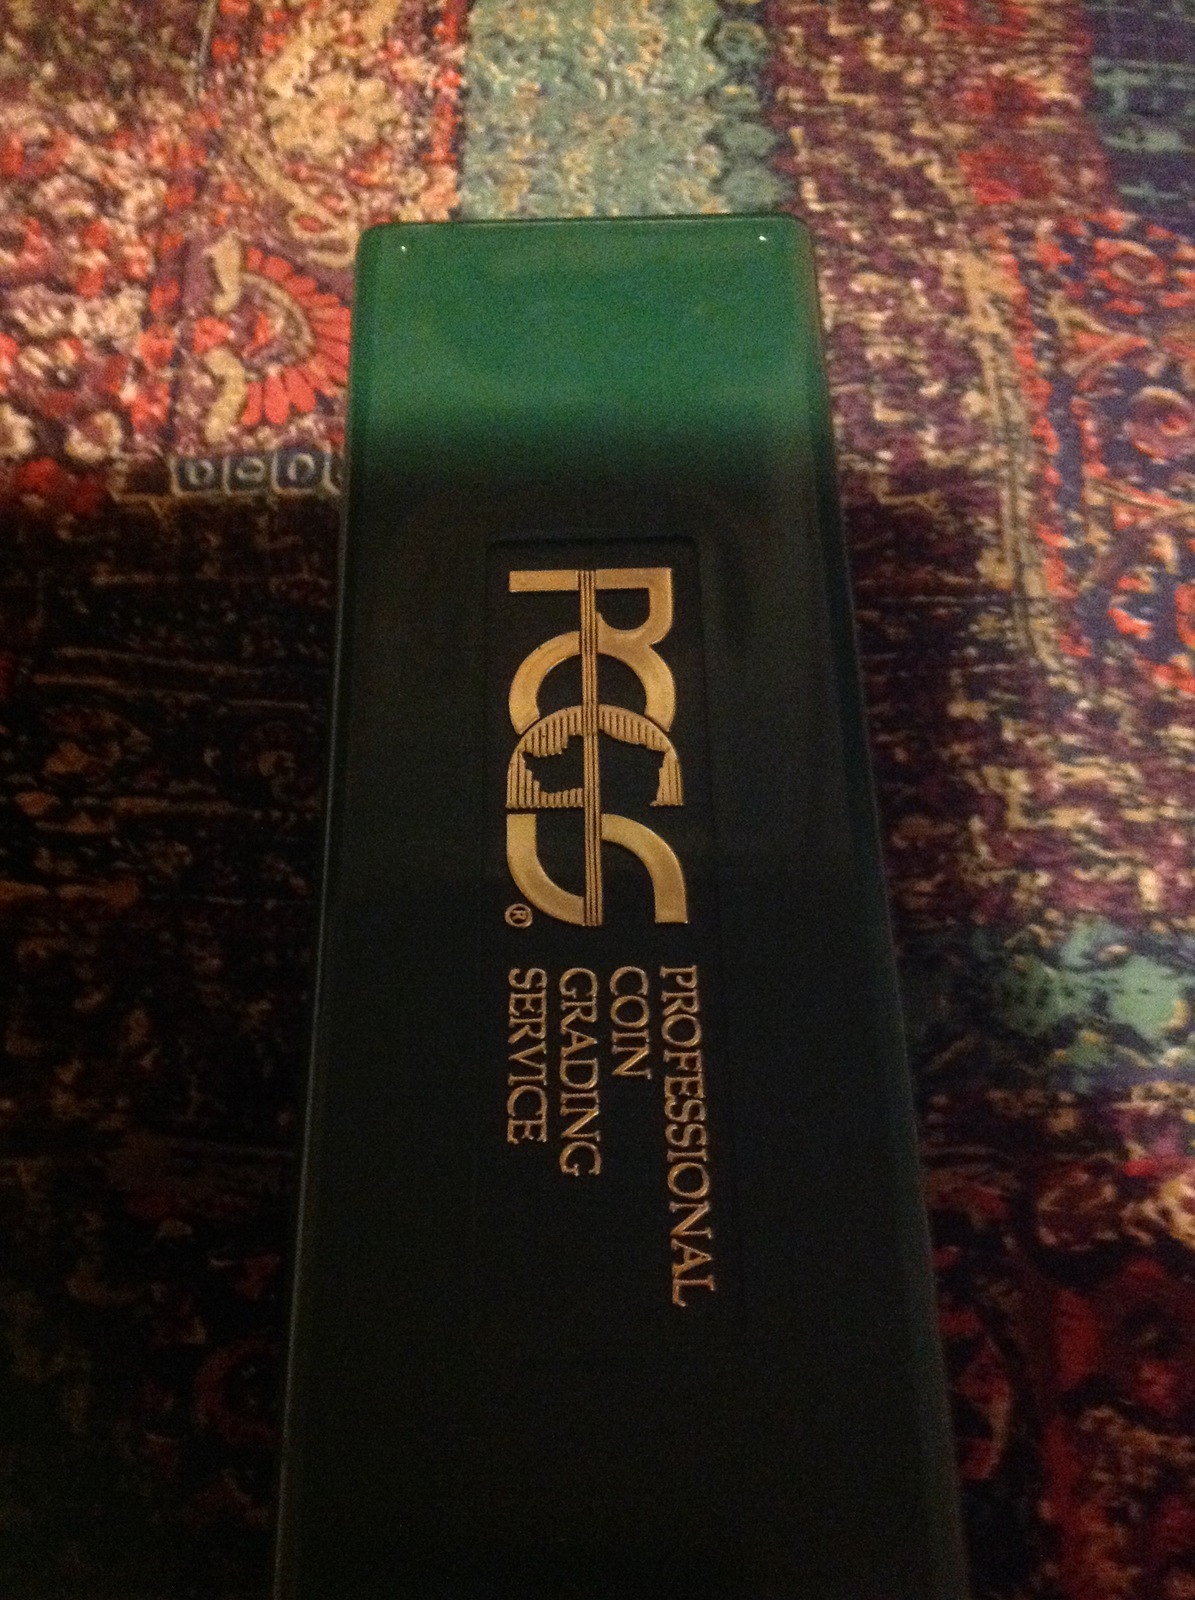 PCGS®
PROFESSIONAL
COIN
GRADING
SERVICE